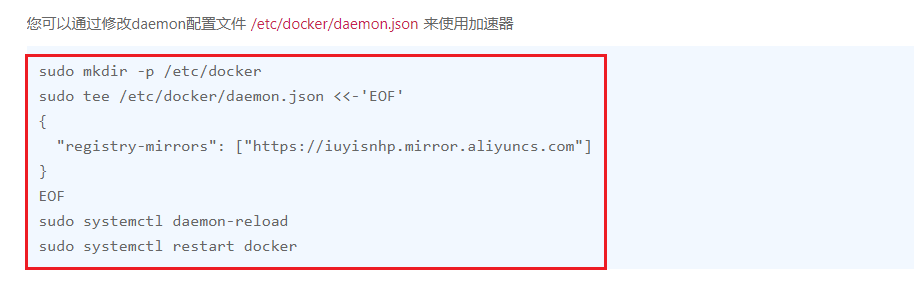 您可以通过修改daemon配置文件 /etc/docker/daemon.json 来使用加速器
sudo mkdir -p /etc/docker
sudo tee /etc/docker/daemon.json <<-'EOF'
{
  "registry-mirrors": ["https://iuyisnhp.mirror.aliyuncs.com"]
}
EOF
sudo systemctl daemon-reload
sudo systemctl restart docker